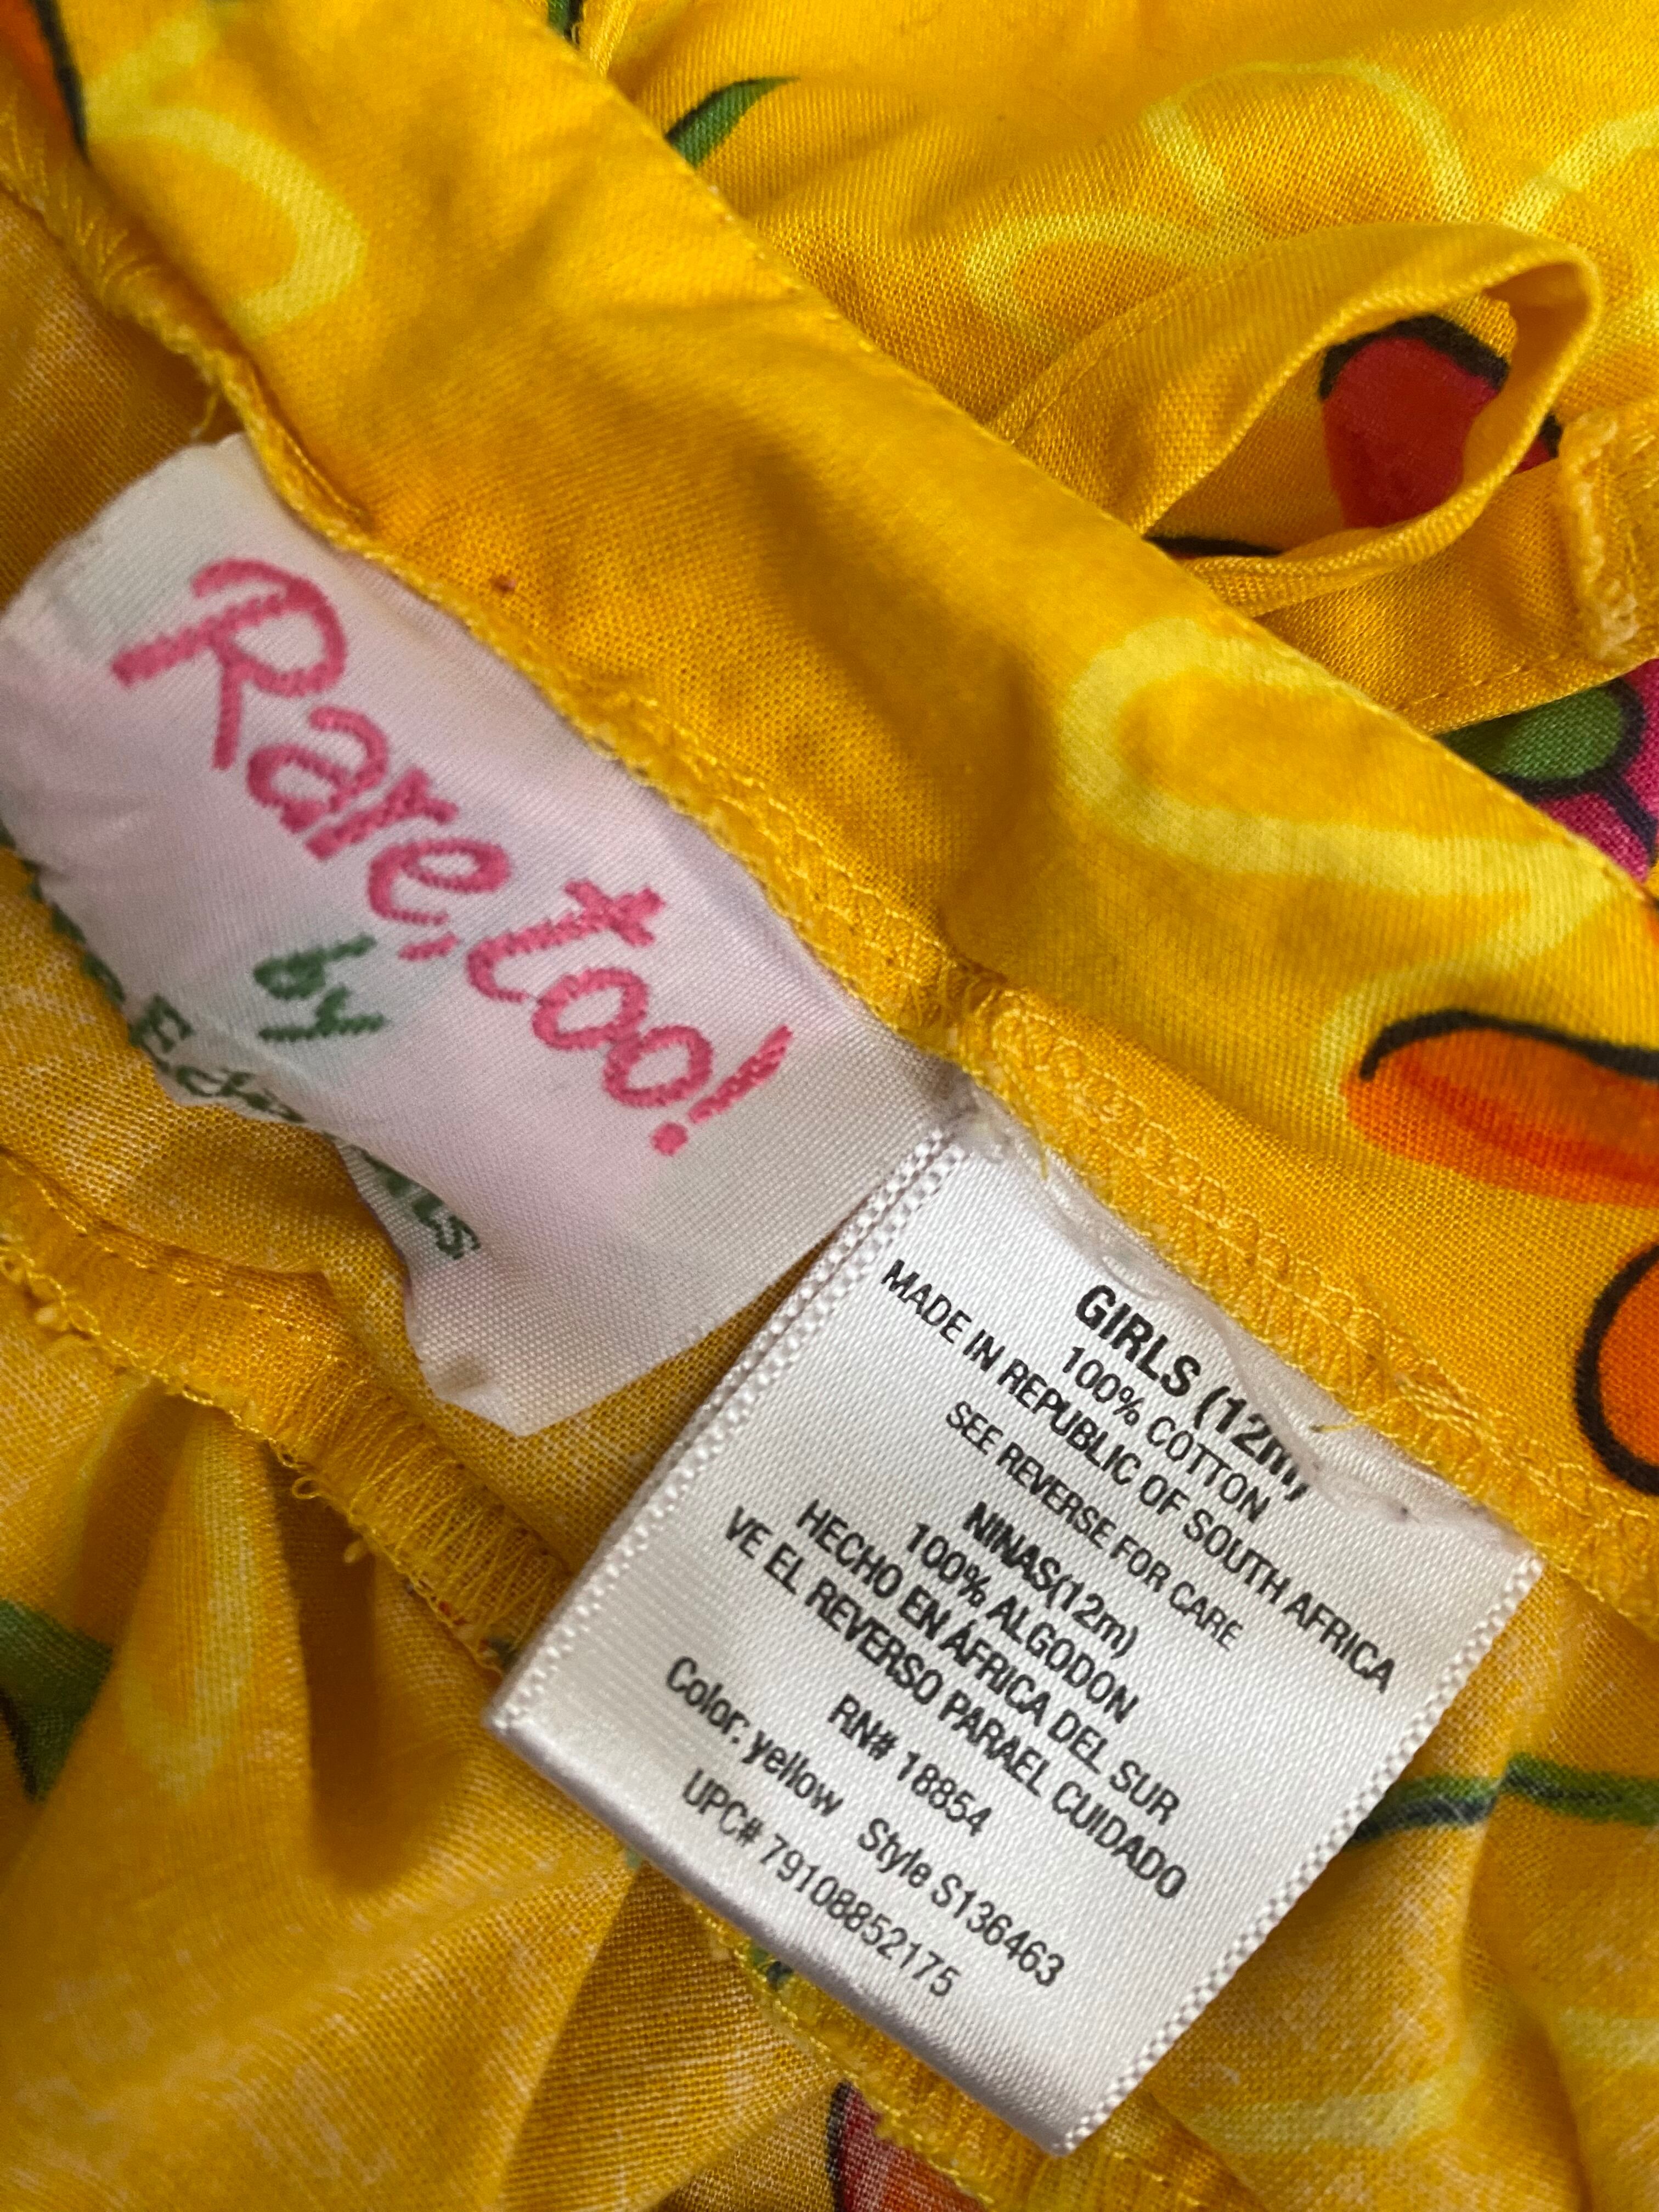 Rare, too!
by
GIRLS (12m)
100% COTTON
MADE IN REPUBLIC OF SOUTH AFRICA
SEE REVERSE FOR CARE
NINAS(12m)
100% ALGODON
HECHO EN ÁFRICA DEL SUR
VE EL REVERSO PARAEL CUIDADO
RN# 18854
Color: yellow Style S136463
UPC# 79108852175